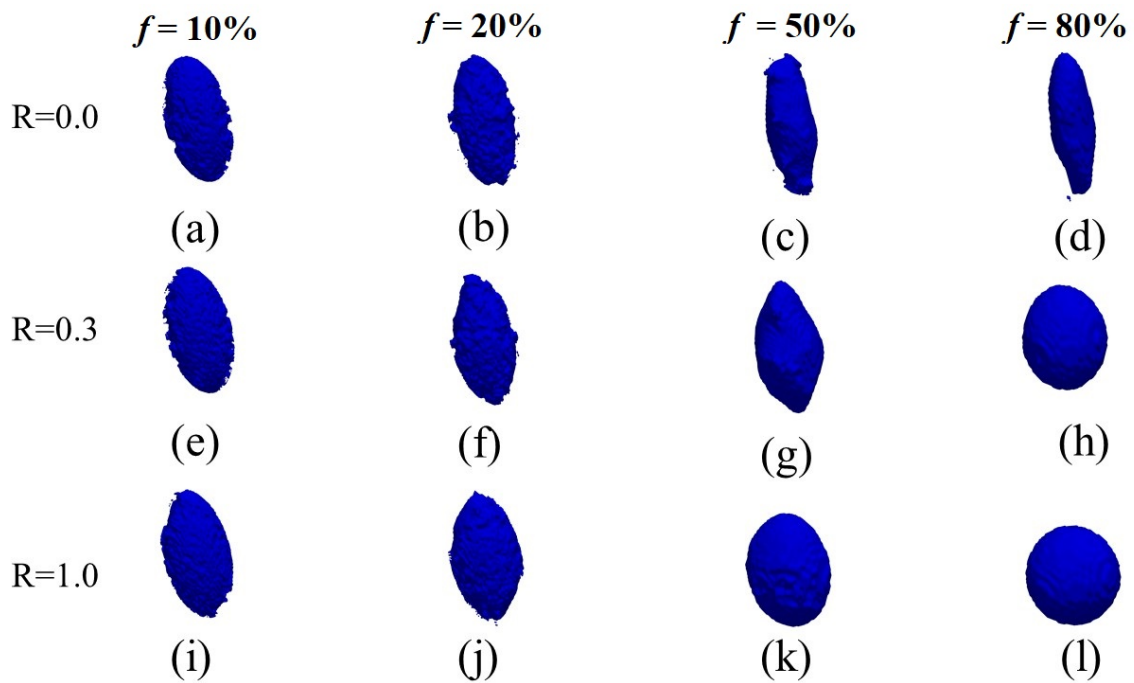 f = 10% f = 20% f = 50% f = 80%
R=0.0
(a) (b) (c) (d)
R=0.3
(e) (f) (g) (h)
R=1.0
(i) (j) (k) (l)